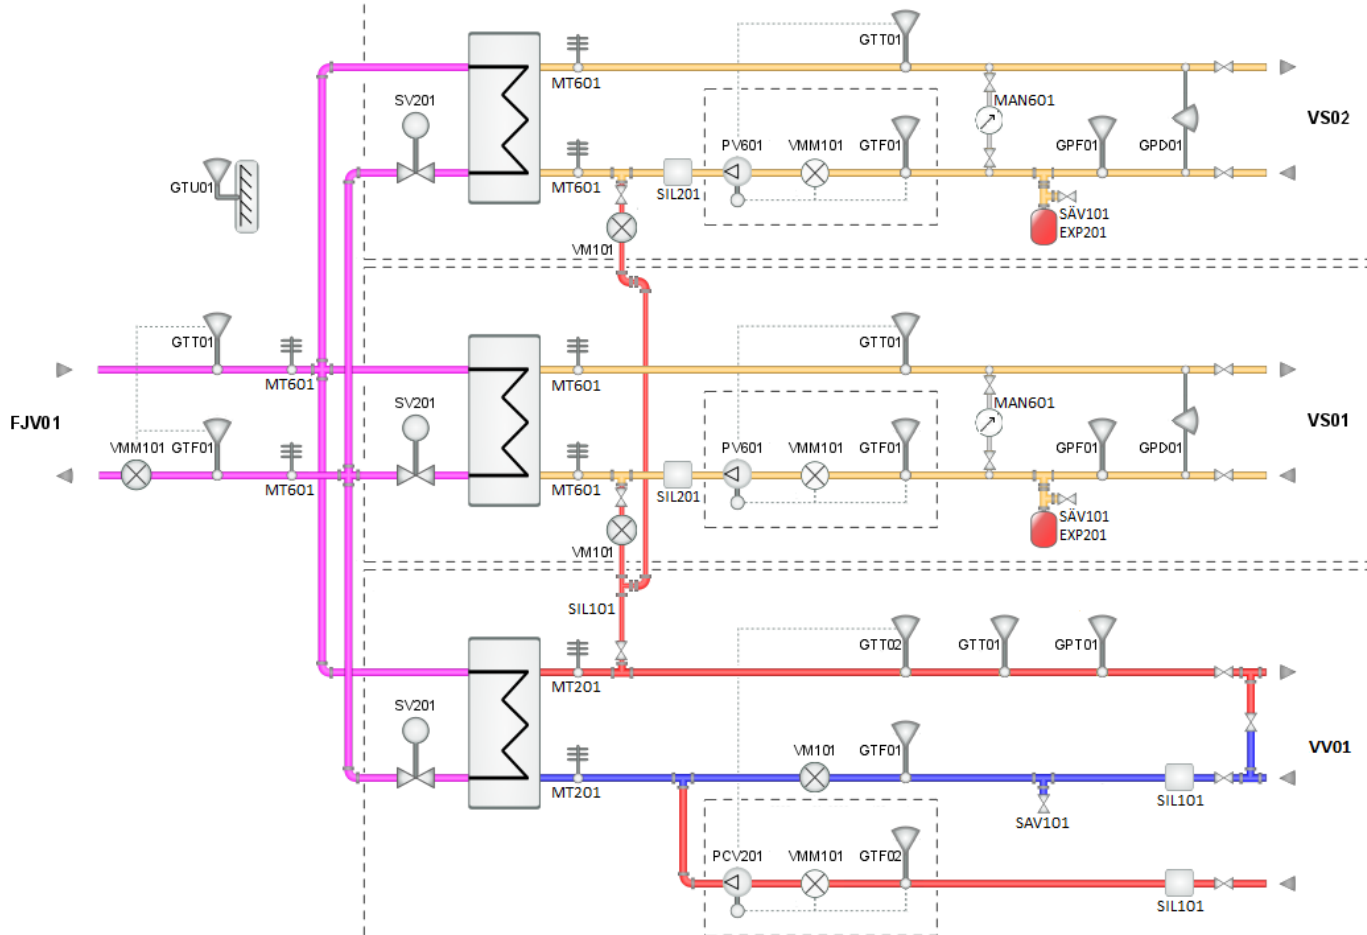 GTT01
MT601
SV201
MAN601
VS02
PV601
VMM101
GTF01
GPF01
GPD01
GTU01
MT601
SIL201
SÄV101
EXP201
VM101
GTT01
GTT01
MT601
MT601
SV201
MAN601
FJV01
VS01
VMM101
GTF01
PV601
VMM101
GTF01
GPF01
GPD01
MT601
MT601
SIL201
SÄV101
EXP201
VM101
SIL101
GTT02
GTT01
GPT01
MT201
SV201
VM101
GTF01
VV01
MT201
SIL101
SAV101
PCV201
VMM101
GTF02
SIL101